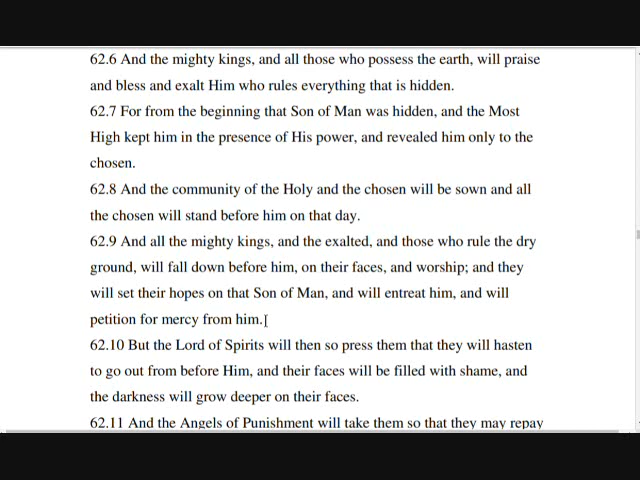 62.6 And the mighty kings, and all those who possess the earth, will praise
and bless and exalt Him who rules everything that is hidden.
62.7 For from the beginning that Son of Man was hidden, and the Most
High kept him in the presence of His power, and revealed him only to the
chosen.
62.8 And the community of the Holy and the chosen will be sown and all
the chosen will stand before him on that day.
62.9 And all the mighty kings, and the exalted, and those who rule the dry
ground, will fall down before him, on their faces, and worship; and they
will set their hopes on that Son of Man, and will entreat him, and will
petition for mercy from him.[
62.10 But the Lord of Spirits will then so press them that they will hasten
to go out from before Him, and their faces will be filled with shame, and
the darkness will grow deeper on their faces.
62.11 And the Angels of Punishment will take them so that they may repay